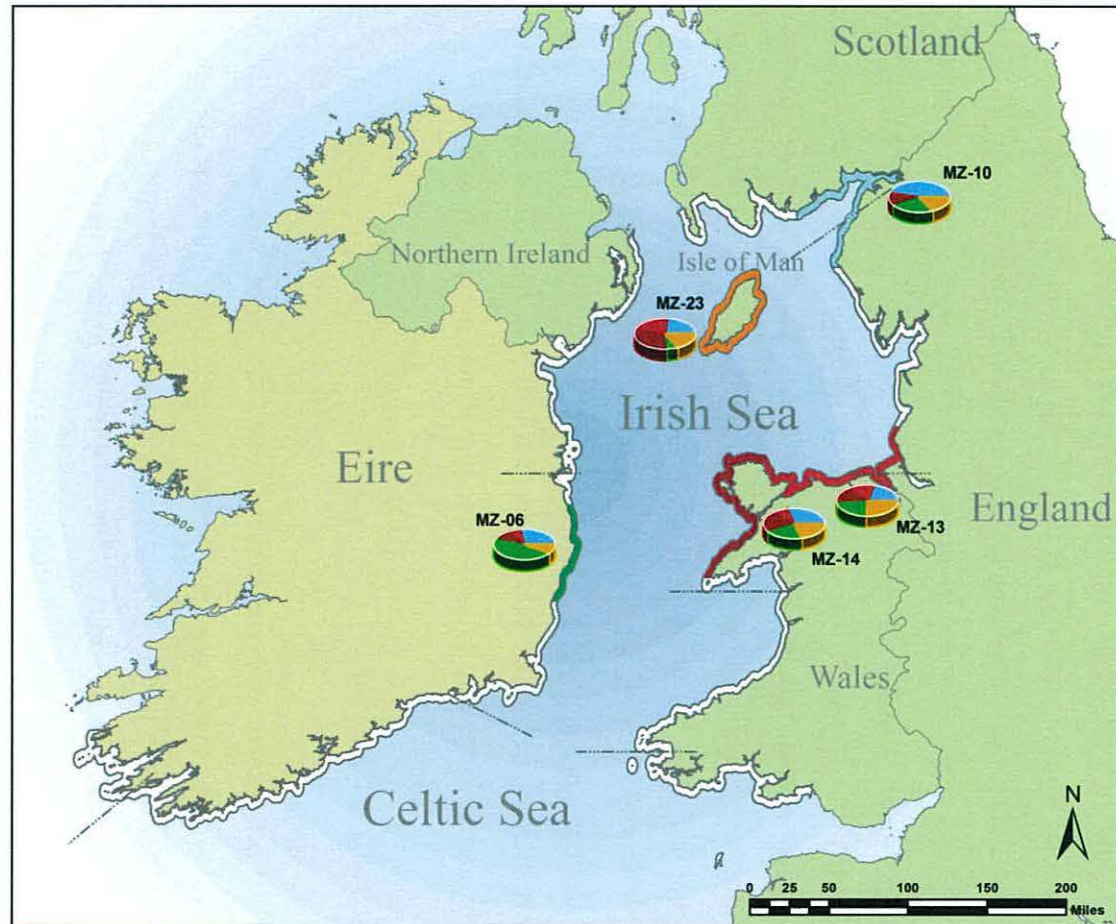 Scotland
MZ-10
Northern Ireland
Isle of Man
MZ-23
Irish Sea
Eire
England
MZ-06
MZ-13
MZ-14
Wales
Celtic Sea
N
0 25 50 100 150 200
Miles